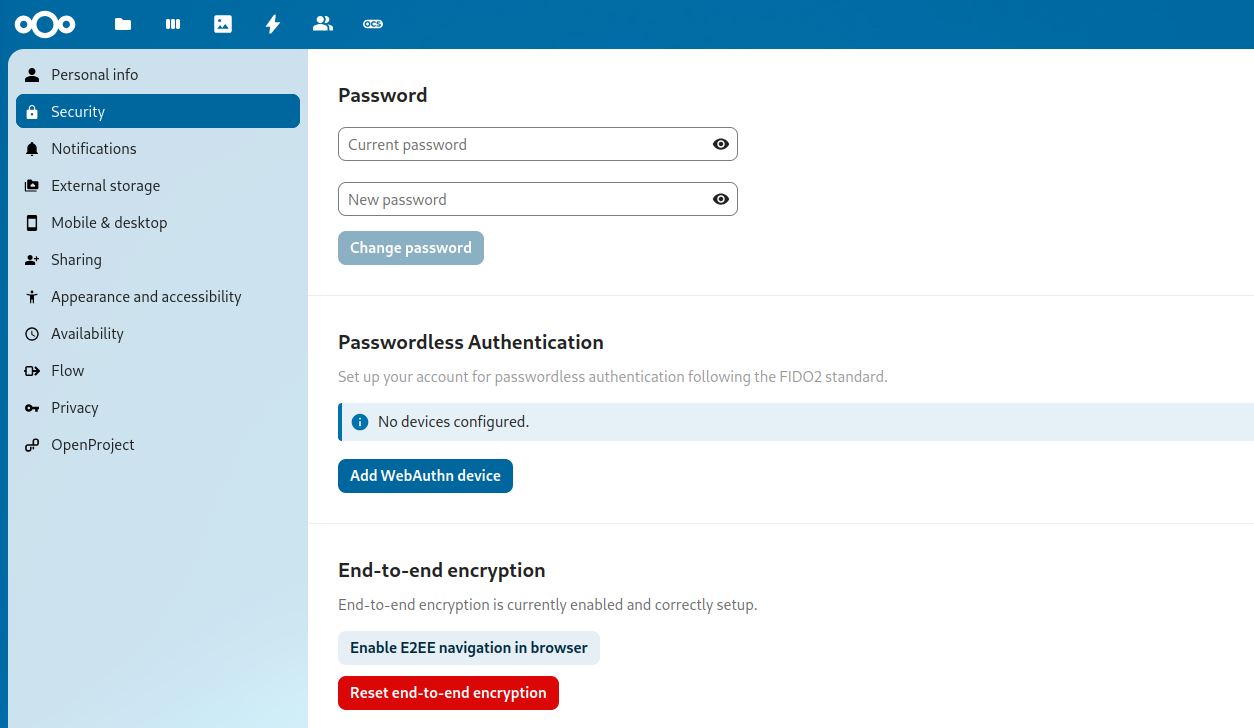 OCS
Personal info
Security
Notifications
External storage
Mobile & desktop
Sharing
Appearance and accessibility
Availability
Flow
Privacy
OpenProject
Password
Current password
New password
Change password
Passwordless Authentication
Set up your account for passwordless authentication following the FIDO2 standard.
No devices configured.
Add WebAuthn device
End-to-end encryption
End-to-end encryption is currently enabled and correctly setup.
Enable E2EE navigation in browser
Reset end-to-end encryption